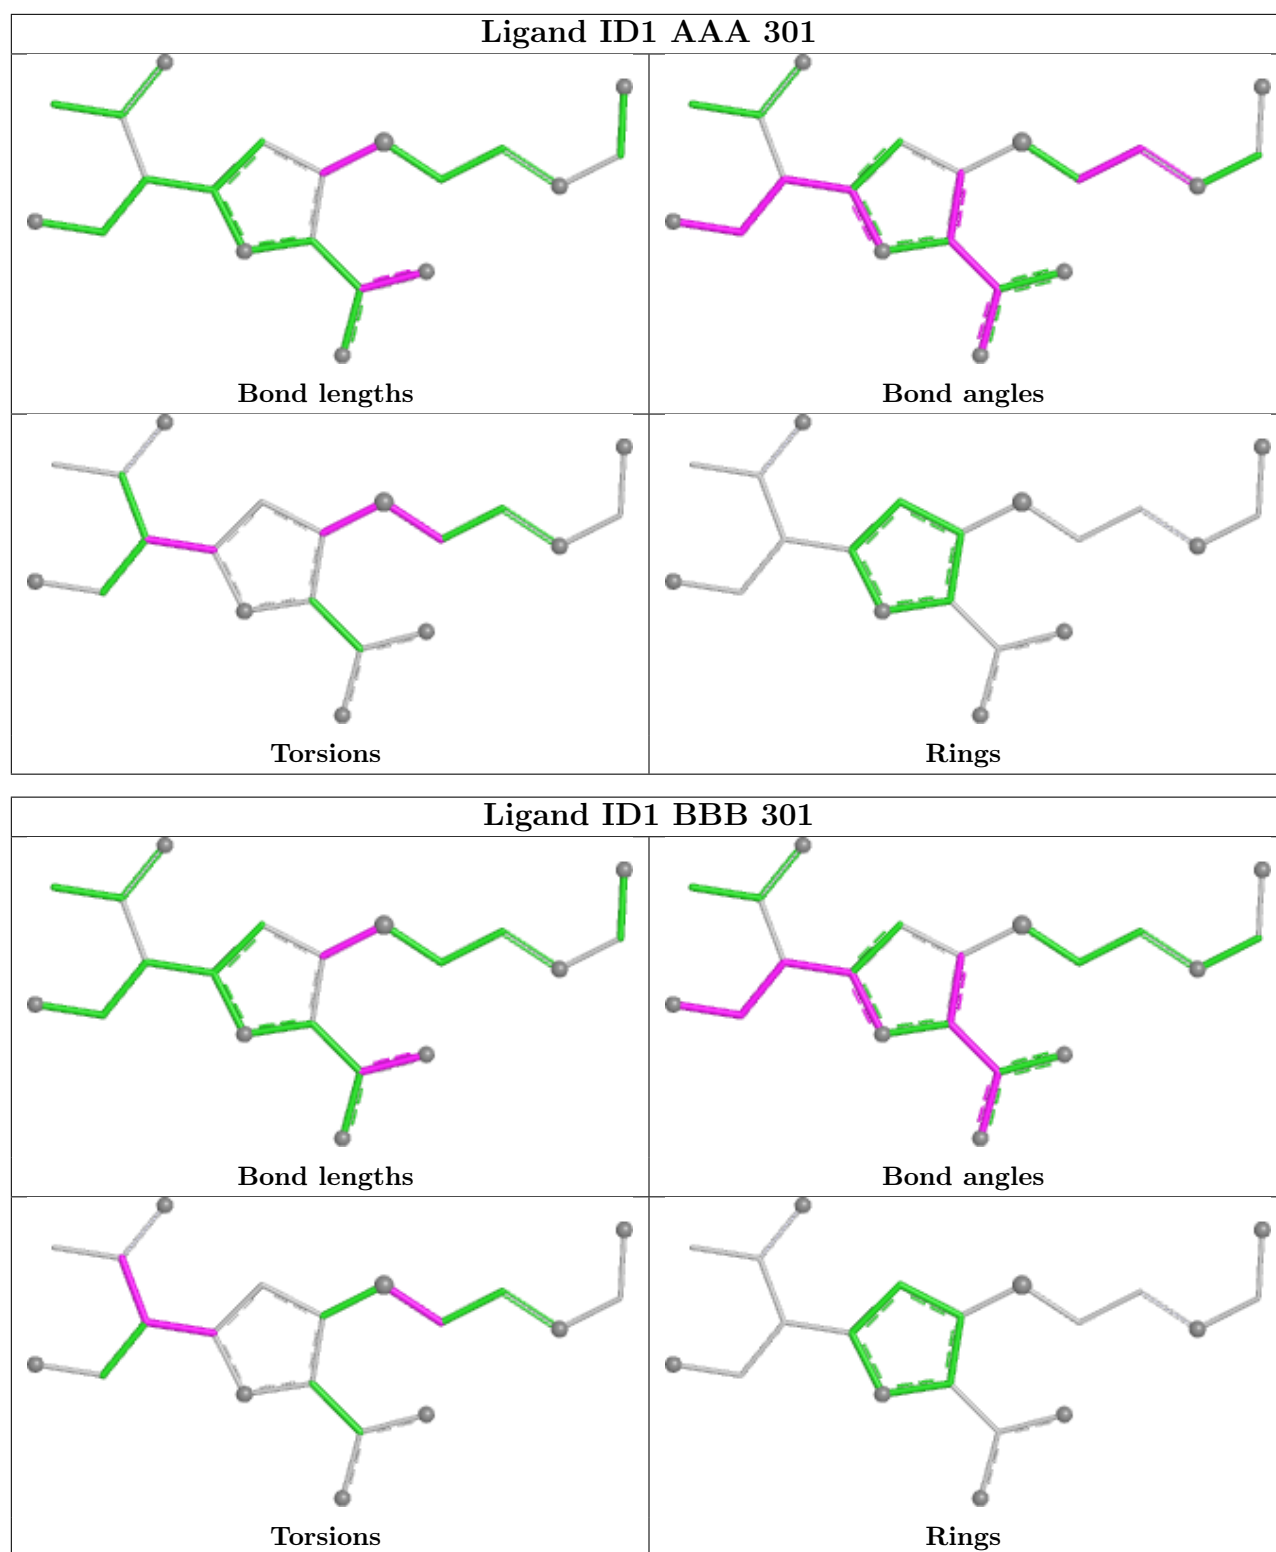 Ligand ID1 AAA 301
Bond lengths
Bond angles
Torsions
Rings
Ligand ID1 BBB 301
Bond lengths
Bond angles
Torsions
Rings